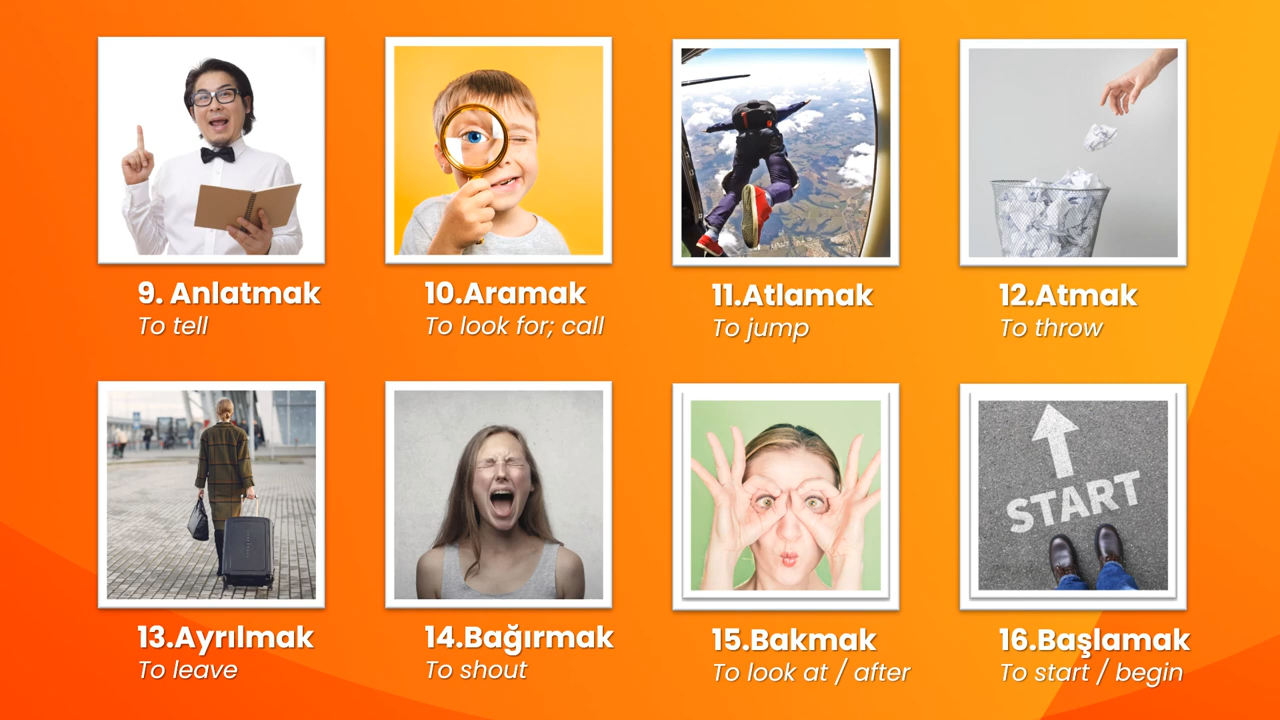 9. Anlatmak
To tell
10.Aramak
To look for; call
11.Atlamak
To jump
12.Atmak
To throw
13.Ayrılmak
To leave
14.Bağırmak
To shout
15.Bakmak
To look at / after
START
16.Başlamak
To start / begin